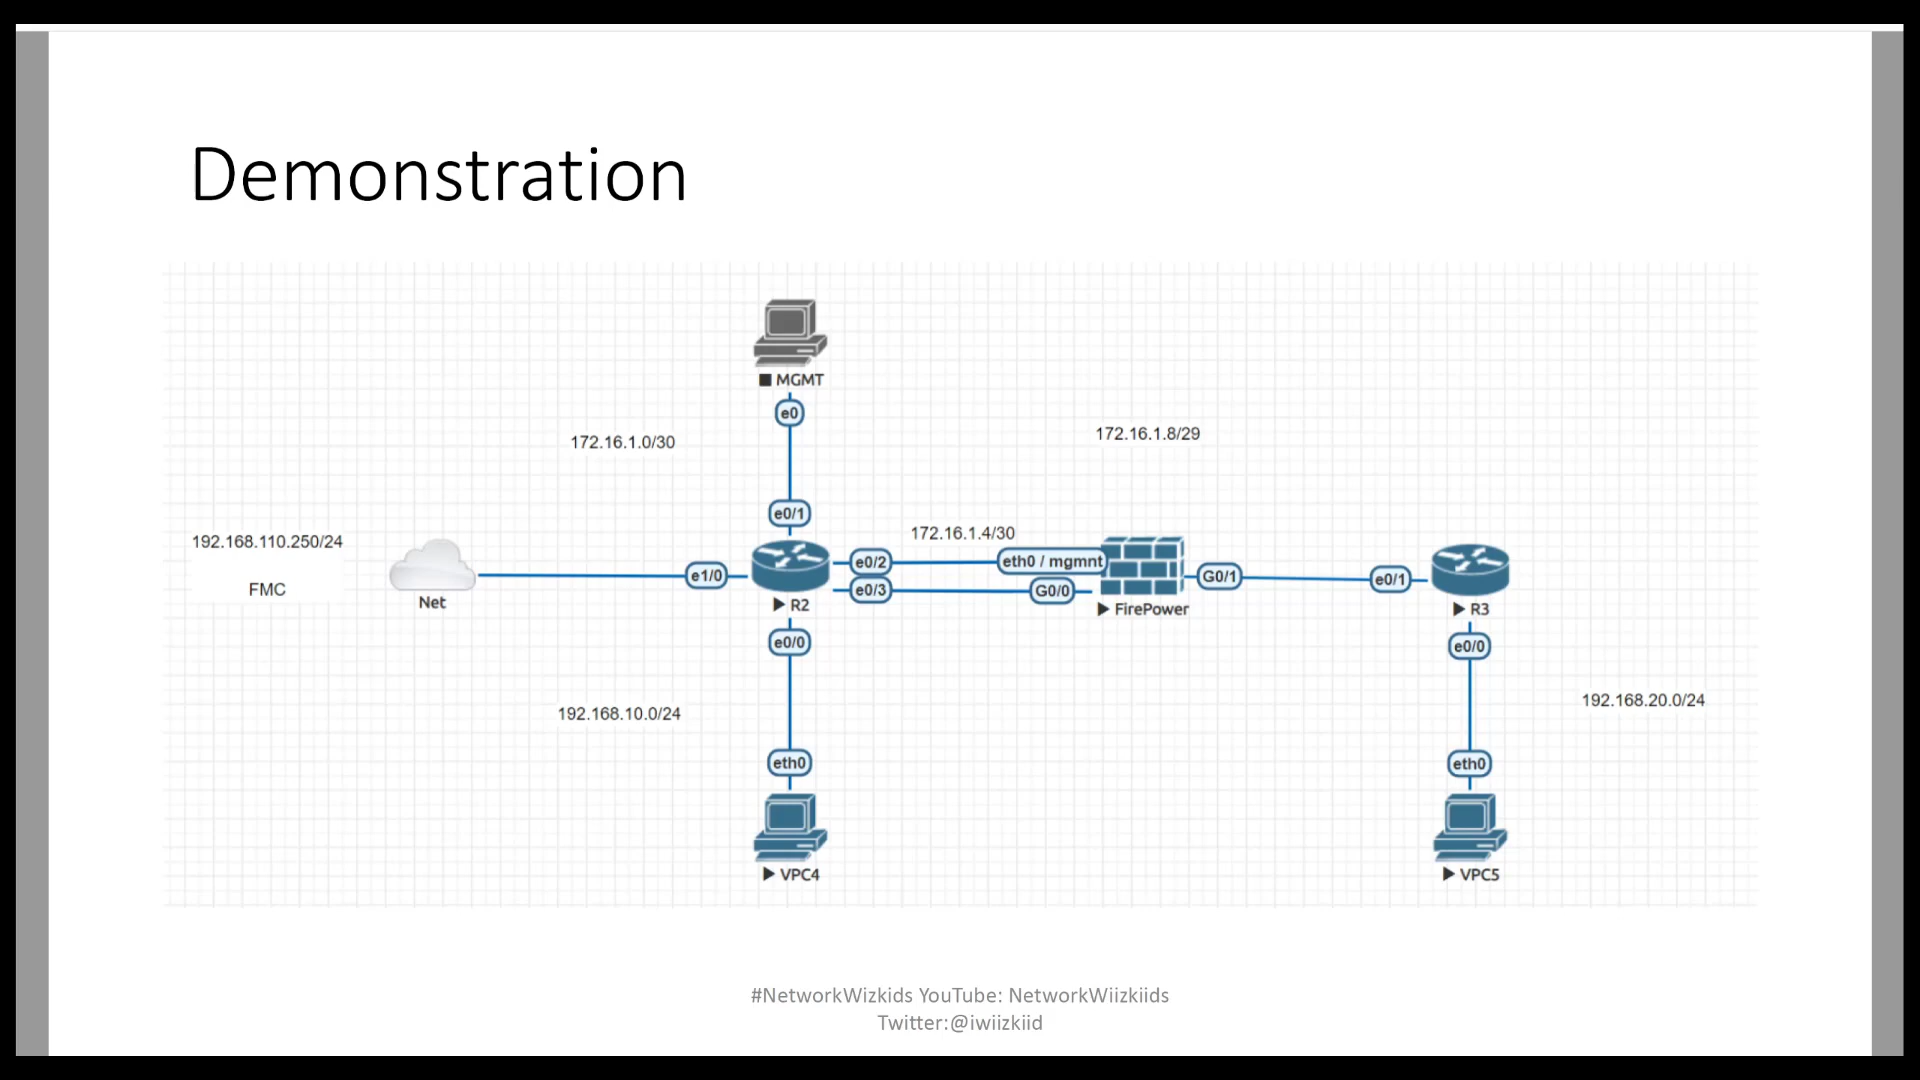 Demonstration
MGMT
e0
172.16.1.0/30
172.16.1.8/29
e0/1
192.168.110.250/24
172.16.1.4/30
FMC
Net
e1/0
R2
e0/2
eth0 / mgmnt
e0/3
G0/0
FirePower
G0/1
e0/1
R3
e0/0
e0/0
192.168.10.0/24
192.168.20.0/24
eth0
eth0
VPC4
VPC5
#NetworkWizkids YouTube: NetworkWiizkiids
Twitter:@iwiizkiid